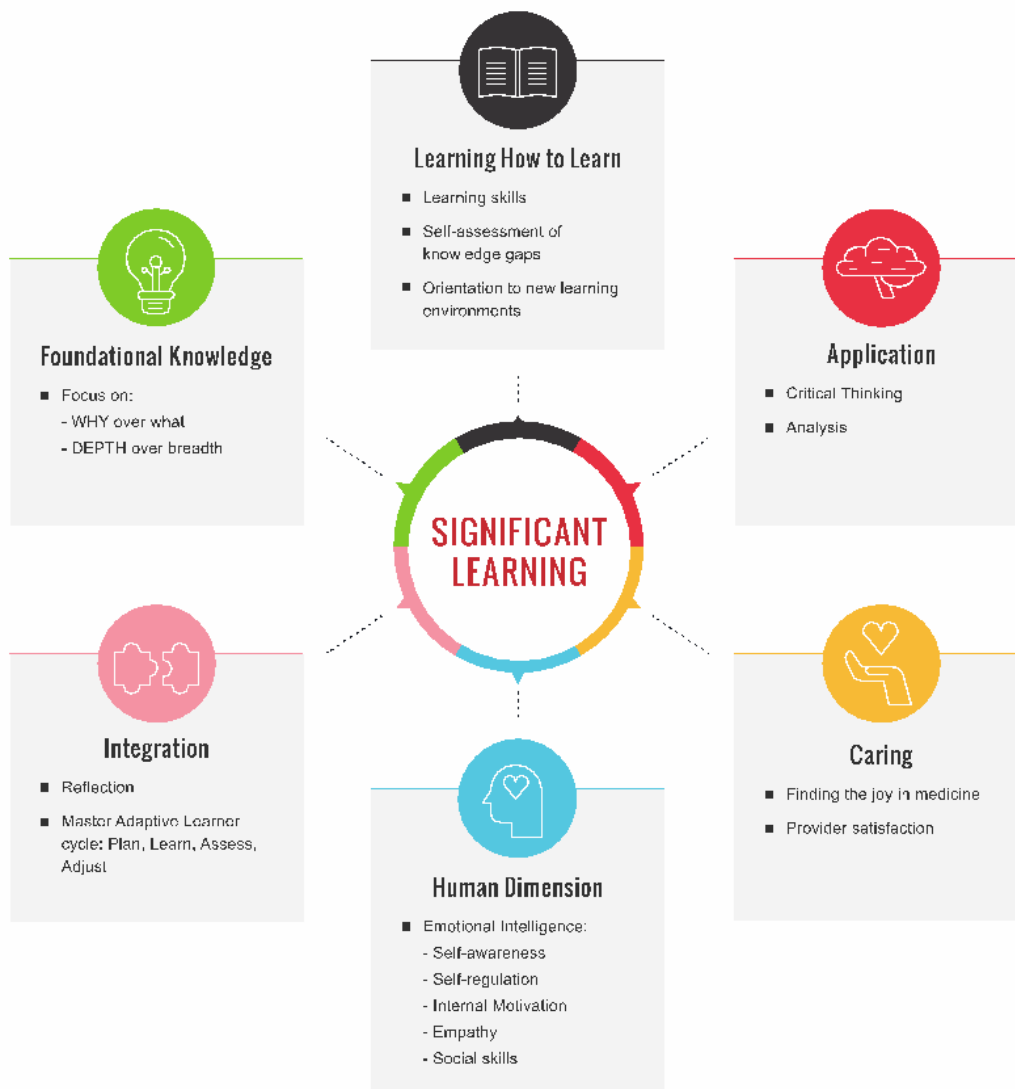 Learning How to Learn
■ Learning skills
■ Self-assessment of
know edge gaps
■ Orientation to new learning
environments
Foundational Knowledge
■ Focus on:
- WHY over what
- DEPTH over breadth
Application
■ Critical Thinking
■ Analysis
SIGNIFICANT
LEARNING
Integration
■ Reflection
■ Master Adaptive Learner
cycle: Plan, Learn, Assess,
Adjust
Caring
■ Finding the joy in medicine
■ Provider satisfaction
Human Dimension
■ Emotional Intelligence:
- Self-awareness
- Self-regulation
- Internal Motivation
- Empathy
- Social skills